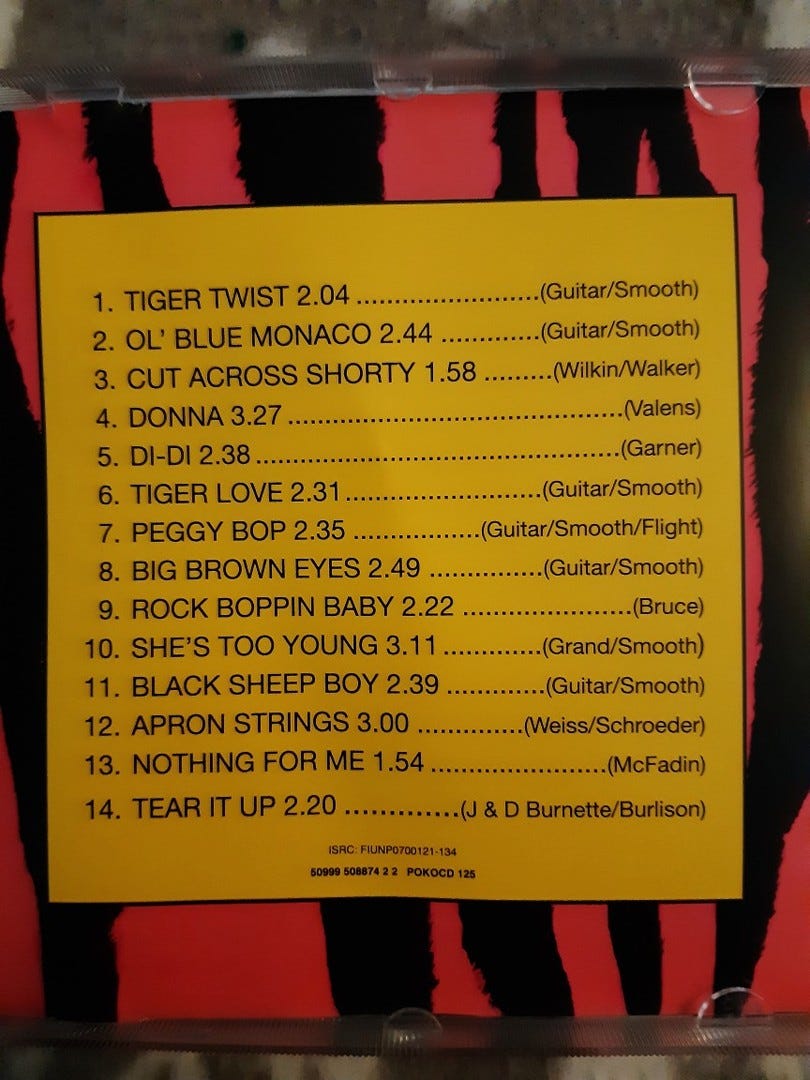 1. TIGER TWIST 2.04 ........................(Guitar/Smooth)
2. OL' BLUE MONACO 2.44 .............(Guitar/Smooth)
3. CUT ACROSS SHORTY 1.58 .........(Wilkin/Walker)
4. DONNA 3.27 .............................................(Valens)
5. DI-DI 2.38 .................................................(Garner)
6. TIGER LOVE 2.31 ..........................(Guitar/Smooth)
7. PEGGY BOP 2.35 .................(Guitar/Smooth/Flight)
8. BIG BROWN EYES 2.49 ...............(Guitar/Smooth)
9. ROCK BOPPIN BABY 2.22 .......................(Bruce)
10. SHE'S TOO YOUNG 3.11 .............(Grand/Smooth)
11. BLACK SHEEP BOY 2.39 .............(Guitar/Smooth)
12. APRON STRINGS 3.00 ..............(Weiss/Schroeder)
13. NOTHING FOR ME 1.54 ........................(McFadin)
14. TEAR IT UP 2.20 .............(J & D Burnette/Burlison)
ISRC: FIUNP0700121-134
50999 508874 2 2 POKOCD 125